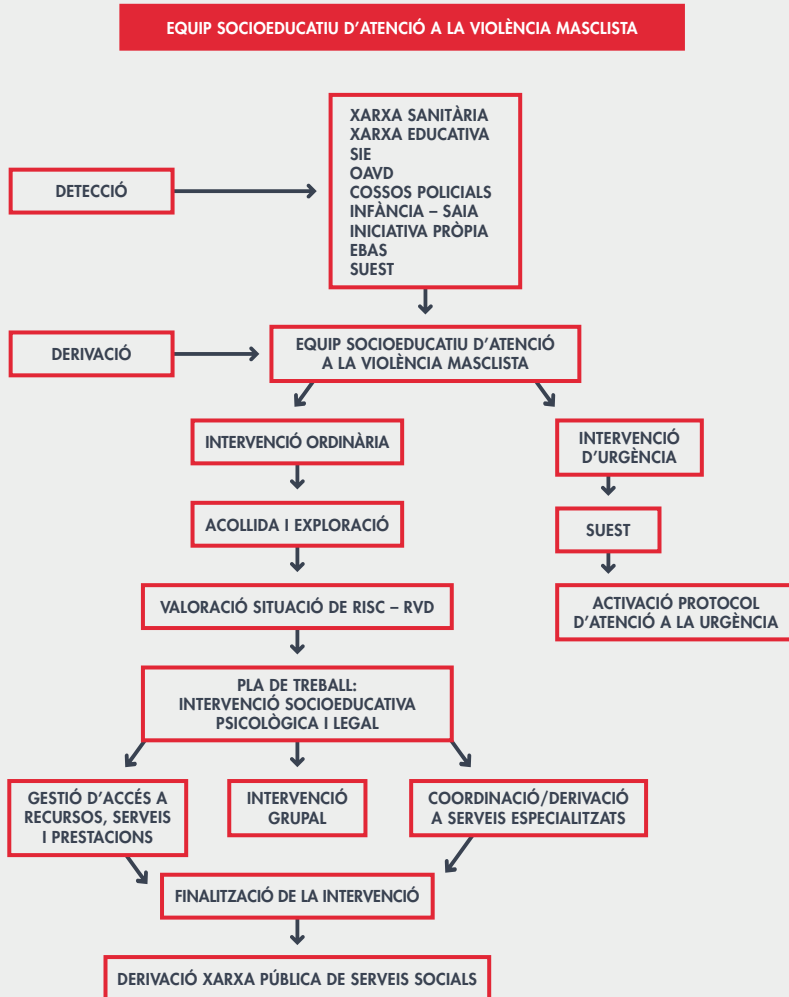 EQUIP SOCIOEDUCATIU D'ATENCIÓ A LA VIOLÈNCIA MASCLISTA
XARXA SANITÀRIA
XARXA EDUCATIVA
SIE
OAVD
COSSOS POLICIALS
INFÀNCIA – SAIA
INICIATIVA PRÒPIA
EBAS
SUEST
DETECCIÓ
DERIVACIÓ
EQUIP SOCIOEDUCATIU D'ATENCIÓ
A LA VIOLÈNCIA MASCLISTA
INTERVENCIÓ ORDINÀRIA
INTERVENCIÓ
D'URGÈNCIA
ACOLLIDA I EXPLORACIÓ
SUEST
VALORACIÓ SITUACIÓ DE RISC – RVD
ACTIVACIÓ PROTOCOL
D'ATENCIÓ A LA URGÈNCIA
PLA DE TREBALL:
INTERVENCIÓ SOCIOEDUCATIVA
PSICOLÒGICA I LEGAL
GESTIÓ D'ACCÉS A
RECURSOS, SERVEIS
I PRESTACIONS
INTERVENCIÓ
GRUPAL
COORDINACIÓ/DERIVACIÓ
A SERVEIS ESPECIALITZATS
FINALITZACIÓ DE LA INTERVENCIÓ
DERIVACIÓ XARXA PÚBLICA DE SERVEIS SOCIALS